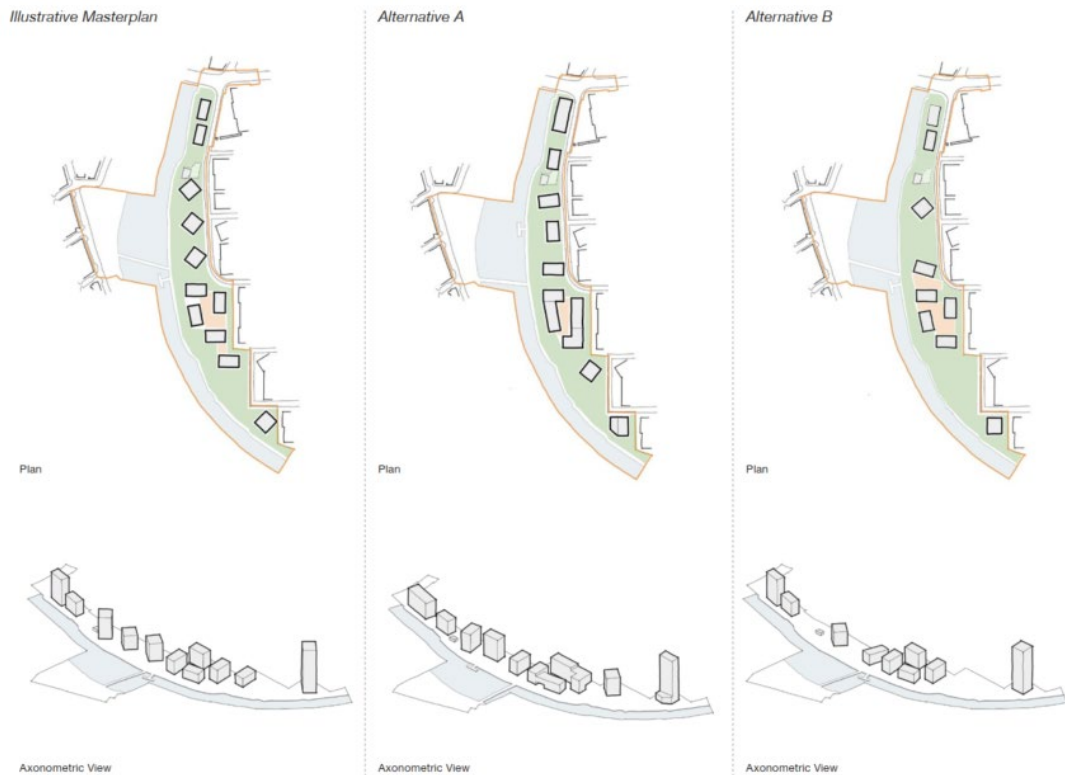 Illustrative Masterplan
Alternative A
Alternative B
Plan
Plan
Plan
Axonometric View
Axonometric View
Axonometric View